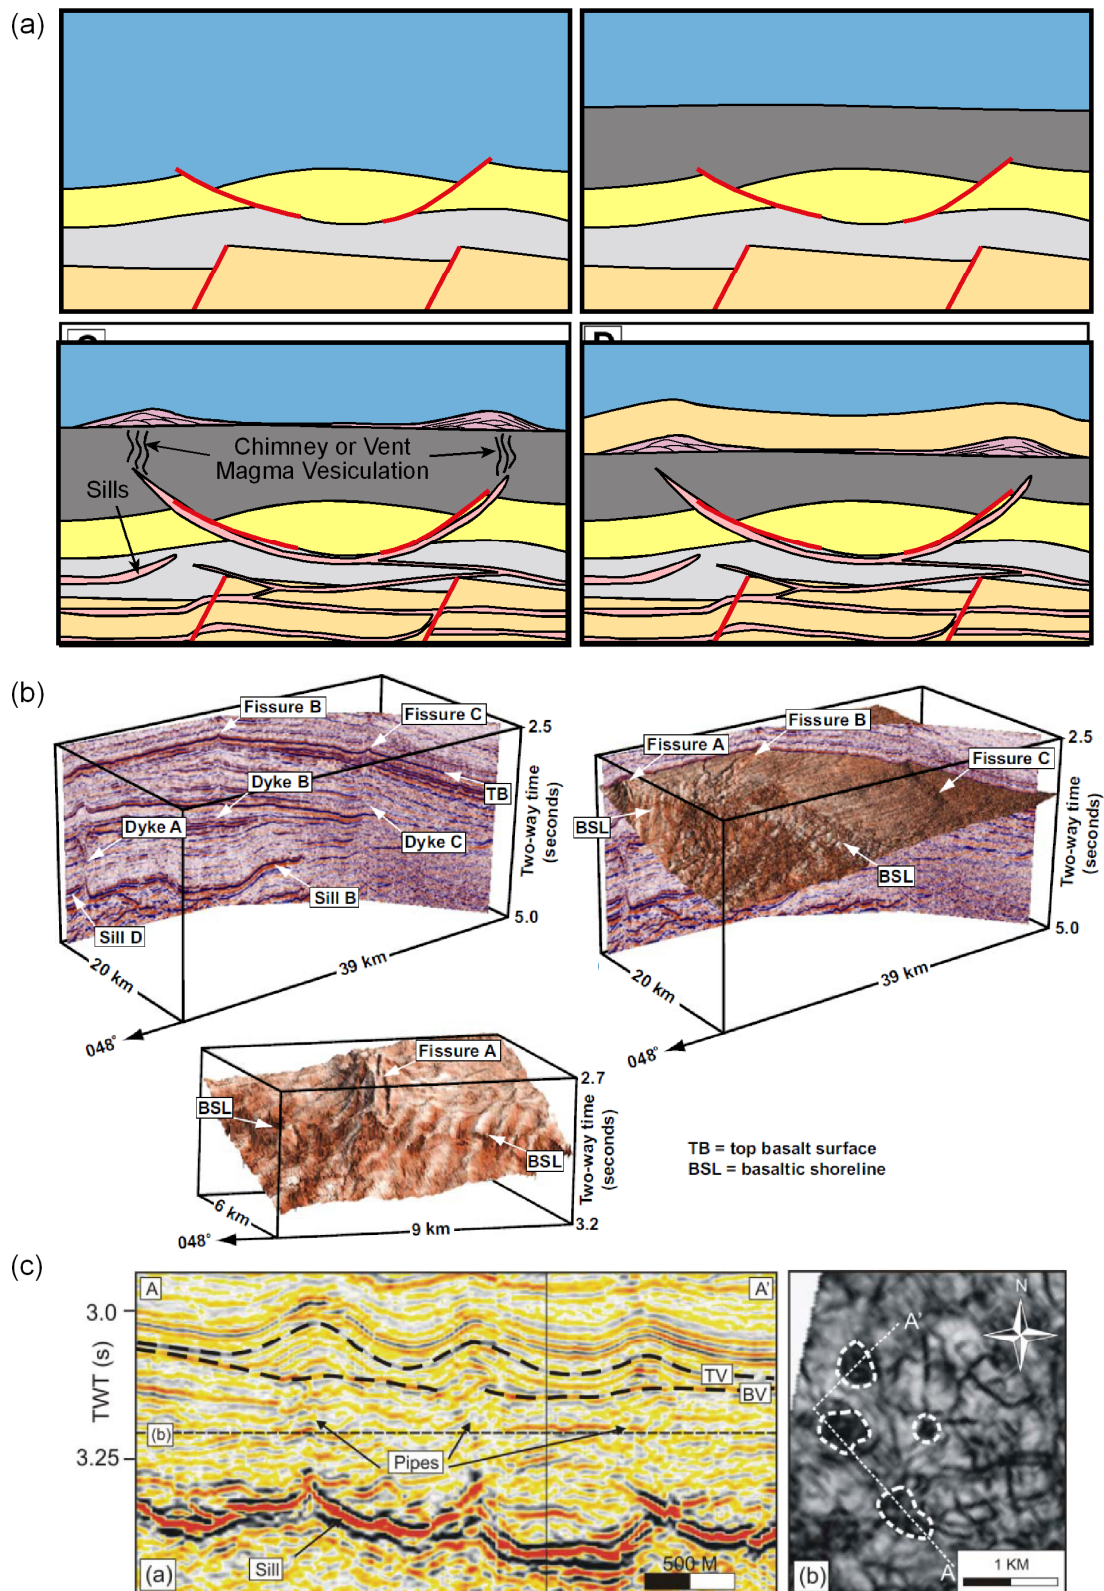 (a)
Chimney or Vent
Magma Vesiculation
Sills
(b)
Fissure B
Fissure C
2.5
Dyke B
TB
Dyke A
Dyke C
Two-way time
(seconds)
Sill B
Sill D
5.0
20 km
39 km
048°
Fissure B
Fissure A
2.5
Fissure C
BSL
BSL
Two-way time
(seconds)
5.0
20 km
39 km
048°
Fissure A
2.7
BSL
BSL
Two-way time
(seconds)
6 km
9 km
3.2
048°
TB = top basalt surface
BSL = basaltic shoreline
(c)
A
A'
3.0
TV
BV
TWT (s)
(b)
Pipes
3.25
Sill
(a)
500 M
N
A'
A
(b)
1 KM